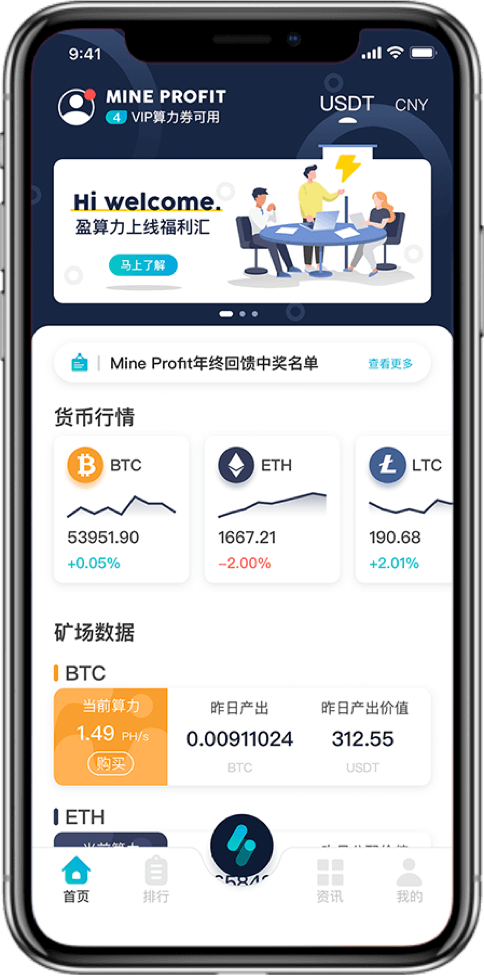 9:41
MINE PROFIT
4 VIP算力券可用
USDT CNY
Hi welcome.
盈算力上线福利汇
马上了解
Mine Profit年终回馈中奖名单 查看更多
货币行情
BTC
53951.90
+0.05%
ETH
1667.21
-2.00%
LTC
190.68
+2.01%
矿场数据
BTC
当前算力
1.49 PH/s
购买
昨日产出
0.00911024
BTC
昨日产出价值
312.55
USDT
ETH
当前算力
首页
排行
资讯
我的